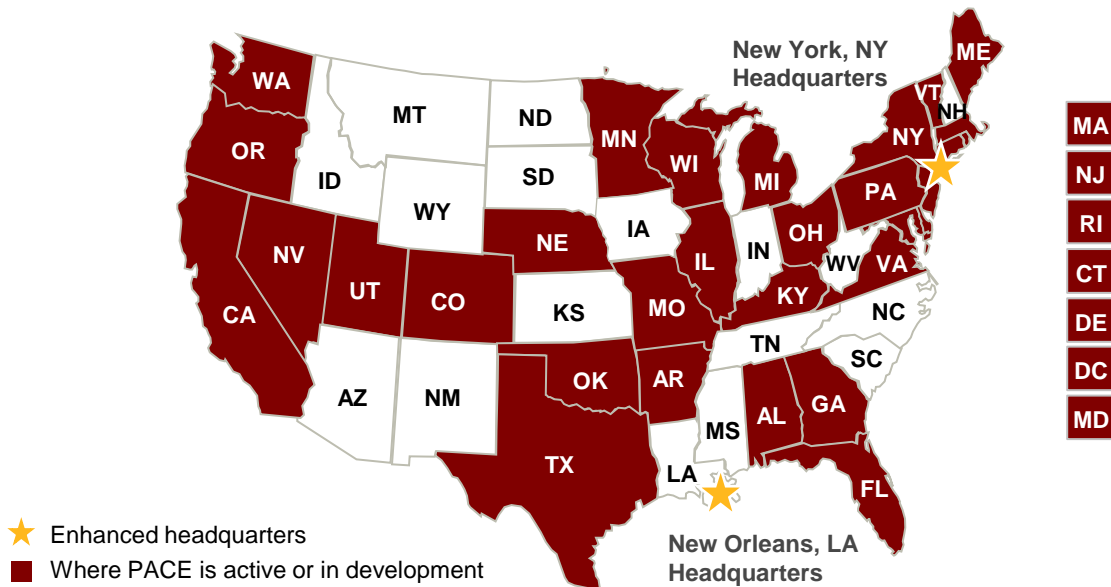 New York, NY
Headquarters
ME
WA
VT
NH
MT
ND
MN
NY
MA
OR
WI
ID
SD
MI
NJ
PA
WY
IA
RI
NE
OH
NV
IL
IN
WV
VA
UT
CO
CT
CA
KS
MO
KY
NC
DE
TN
OK
AR
SC
DC
AZ
NM
GA
MS
AL
MD
TX
LA
FL
Enhanced headquarters
New Orleans, LA
Headquarters
Where PACE is active or in development